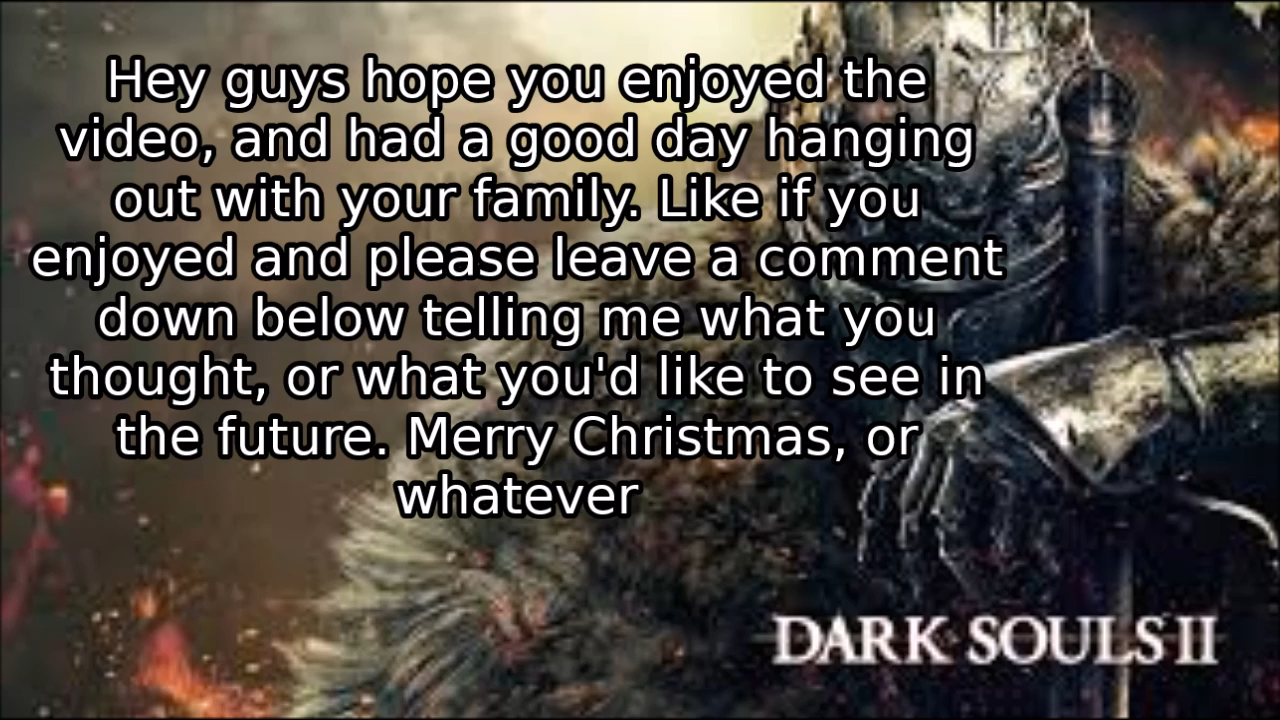 Hey guys hope you enjoyed the
video, and had a good day hanging
out with your family. Like if you
enjoyed and please leave a comment
down below telling me what you
thought, or what you'd like to see in
the future. Merry Christmas, or
whatever
DARK SOULS II